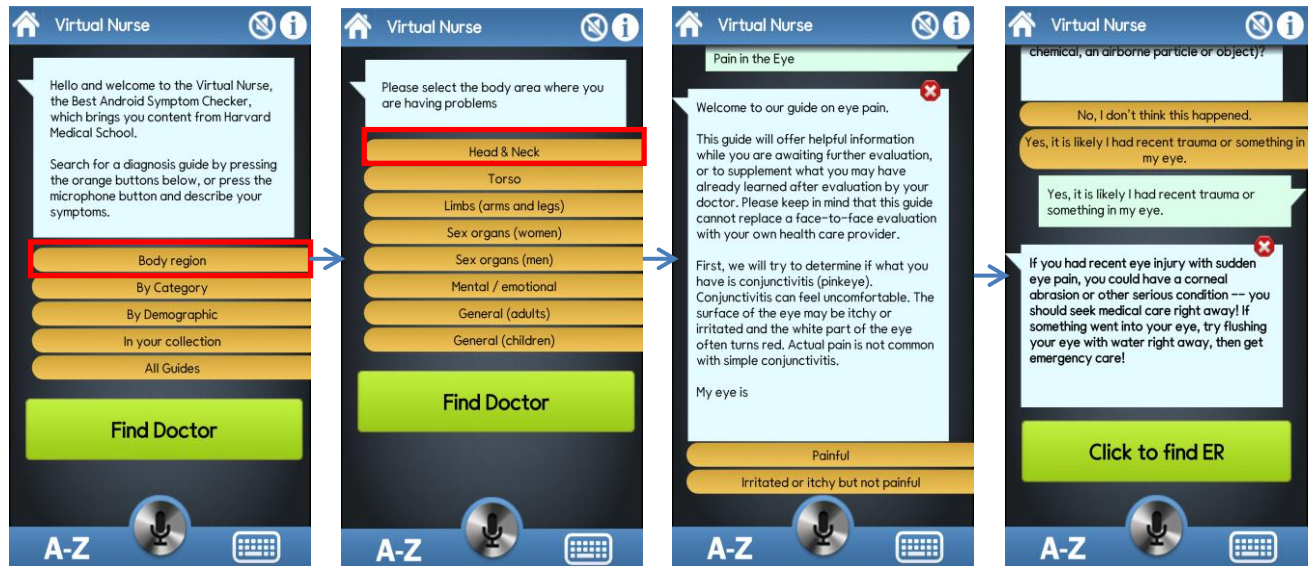 Virtual Nurse
i
Hello and welcome to the Virtual Nurse,
the Best Android Symptom Checker,
which brings you content from Harvard
Medical School.
Search for a diagnosis guide by pressing
the orange buttons below, or press the
microphone button and describe your
symptoms.
Body region
By Category
By Demographic
In your collection
All Guides
Find Doctor
A-Z
Virtual Nurse
i
Please select the body area where you
are having problems
Head & Neck
Torso
Limbs (arms and legs)
Sex organs (women)
Sex organs (men)
Mental / emotional
General (adults)
General (children)
Find Doctor
A-Z
Virtual Nurse
i
Pain in the Eye
Welcome to our guide on eye pain.
This guide will offer helpful information
while you are awaiting further evaluation,
or to supplement what you may have
already learned after evaluation by your
doctor. Please keep in mind that this guide
cannot replace a face-to-face evaluation
with your own health care provider.
First, we will try to determine if what you
have is conjunctivitis (pinkeye).
Conjunctivitis can feel uncomfortable. The
surface of the eye may be itchy or
irritated and the white part of the eye
often turns red. Actual pain is not common
with simple conjunctivitis.
My eye is
Painful
Irritated or itchy but not painful
A-Z
Virtual Nurse
i
chemical, an airborne particle or object)?
No, I don't think this happened.
Yes, it is likely I had recent trauma or something in
my eye.
Yes, it is likely I had recent trauma or
something in my eye.
If you had recent eye injury with sudden
eye pain, you could have a corneal
abrasion or other serious condition -- you
should seek medical care right away! If
something went into your eye, try flushing
your eye with water right away, then get
emergency care!
Click to find ER
A-Z